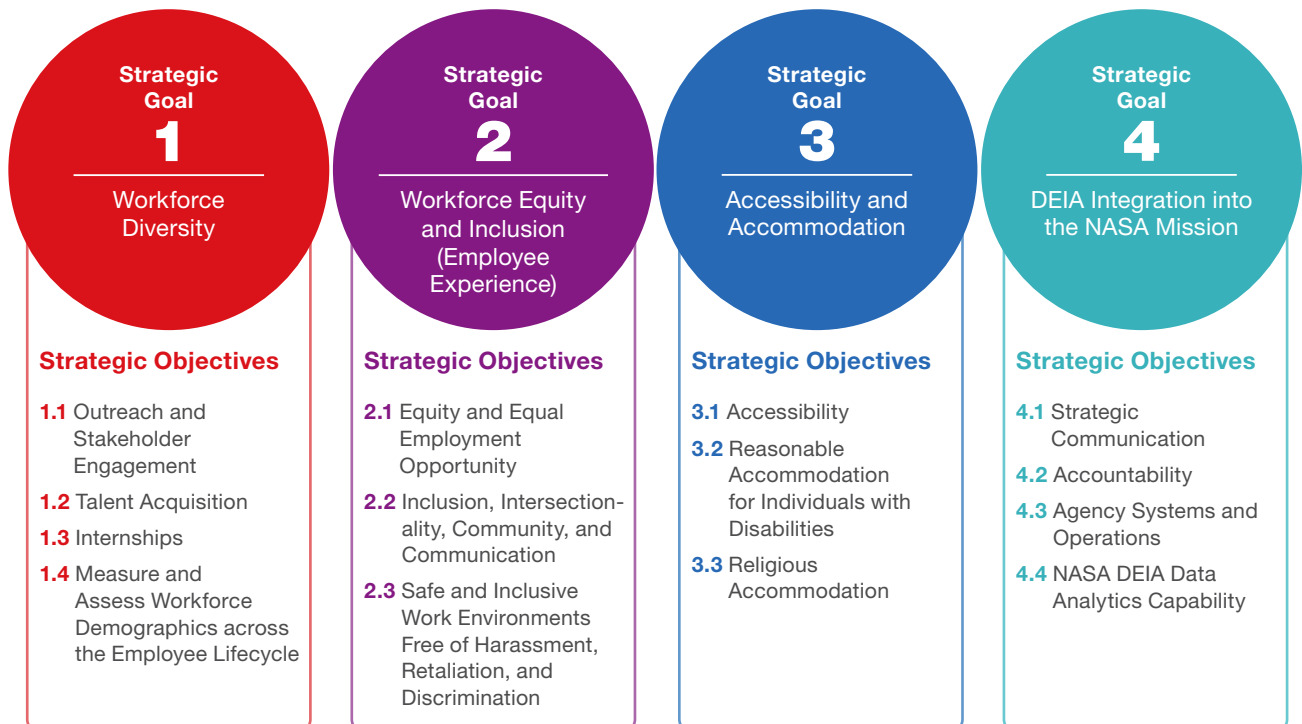 Strategic
Goal
1
Workforce
Diversity
Strategic Objectives
1.1 Outreach and
Stakeholder
Engagement
1.2 Talent Acquisition
1.3 Internships
1.4 Measure and
Assess Workforce
Demographics across
the Employee Lifecycle
Strategic
Goal
2
Workforce Equity
and Inclusion
(Employee
Experience)
Strategic Objectives
2.1 Equity and Equal
Employment
Opportunity
2.2 Inclusion, Intersection-
ality, Community, and
Communication
2.3 Safe and Inclusive
Work Environments
Free of Harassment,
Retaliation, and
Discrimination
Strategic
Goal
3
Accessibility and
Accommodation
Strategic Objectives
3.1 Accessibility
3.2 Reasonable
Accommodation
for Individuals with
Disabilities
3.3 Religious
Accommodation
Strategic
Goal
4
DEIA Integration into
the NASA Mission
Strategic Objectives
4.1 Strategic
Communication
4.2 Accountability
4.3 Agency Systems and
Operations
4.4 NASA DEIA Data
Analytics Capability